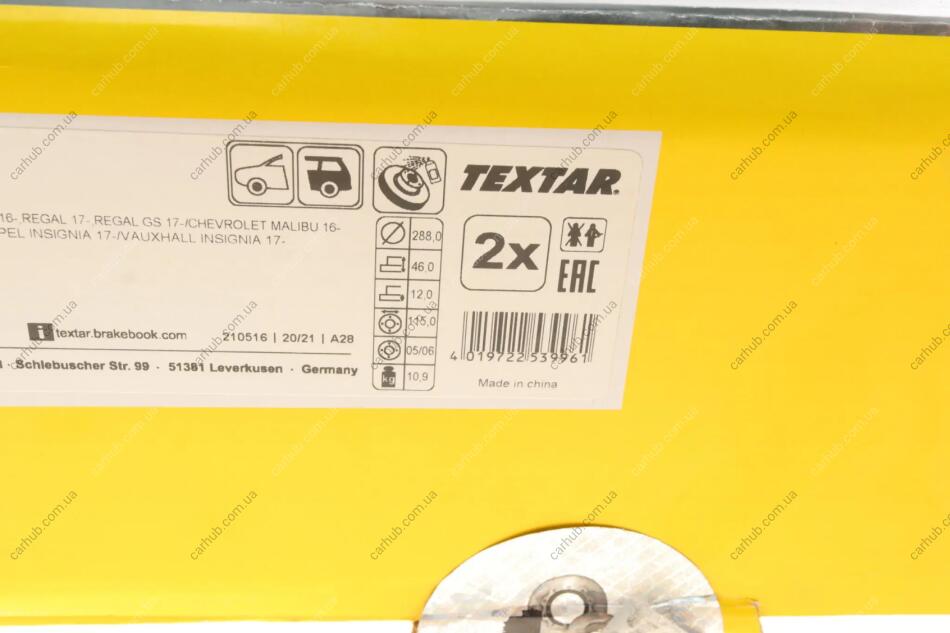 TEXTAR
16-,REGAL 17-,REGAL GS 17-/CHEVROLET MALIBU 16-
PEL INSIGNIA 17-/VAUXHALL INSIGNIA 17-
288,0
46,0
12,0
115,0
05/06
kg 10,9
2x
EAC
i textar.brakebook.com
210516 | 20/21 | A28
· Schlebuscher Str. 99 · 51381 Leverkusen · Germany
4 019722 539961
Made in china
carhub.com.ua